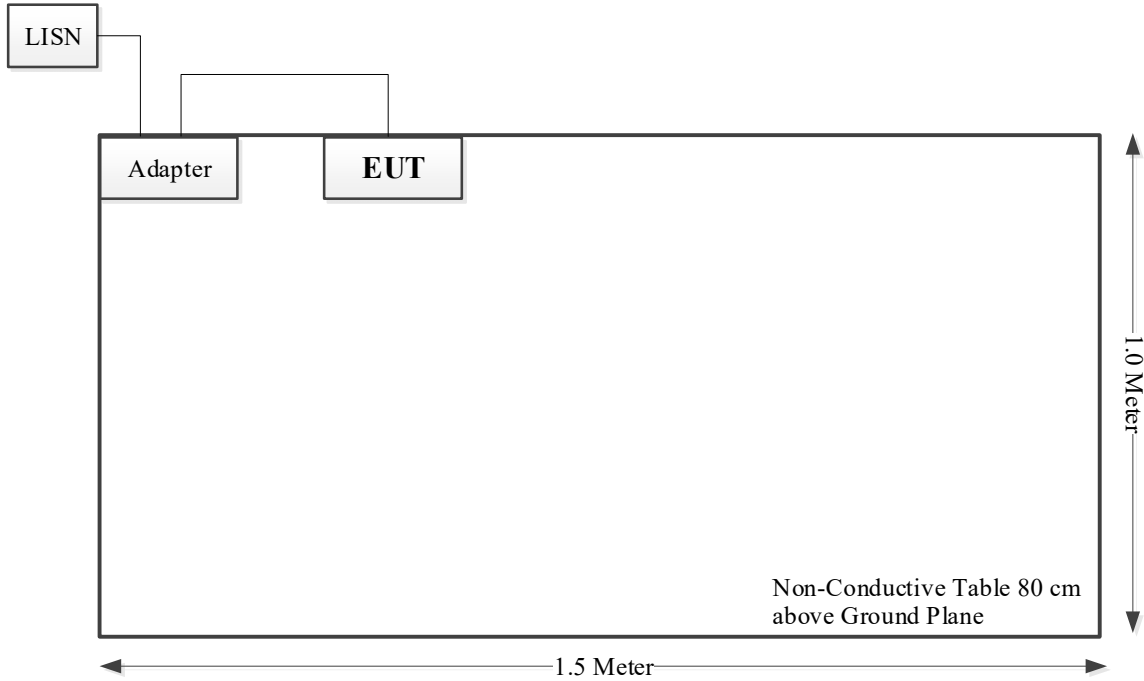 LISN
Adapter
EUT
1.0 Meter
Non-Conductive Table 80 cm
above Ground Plane
1.5 Meter